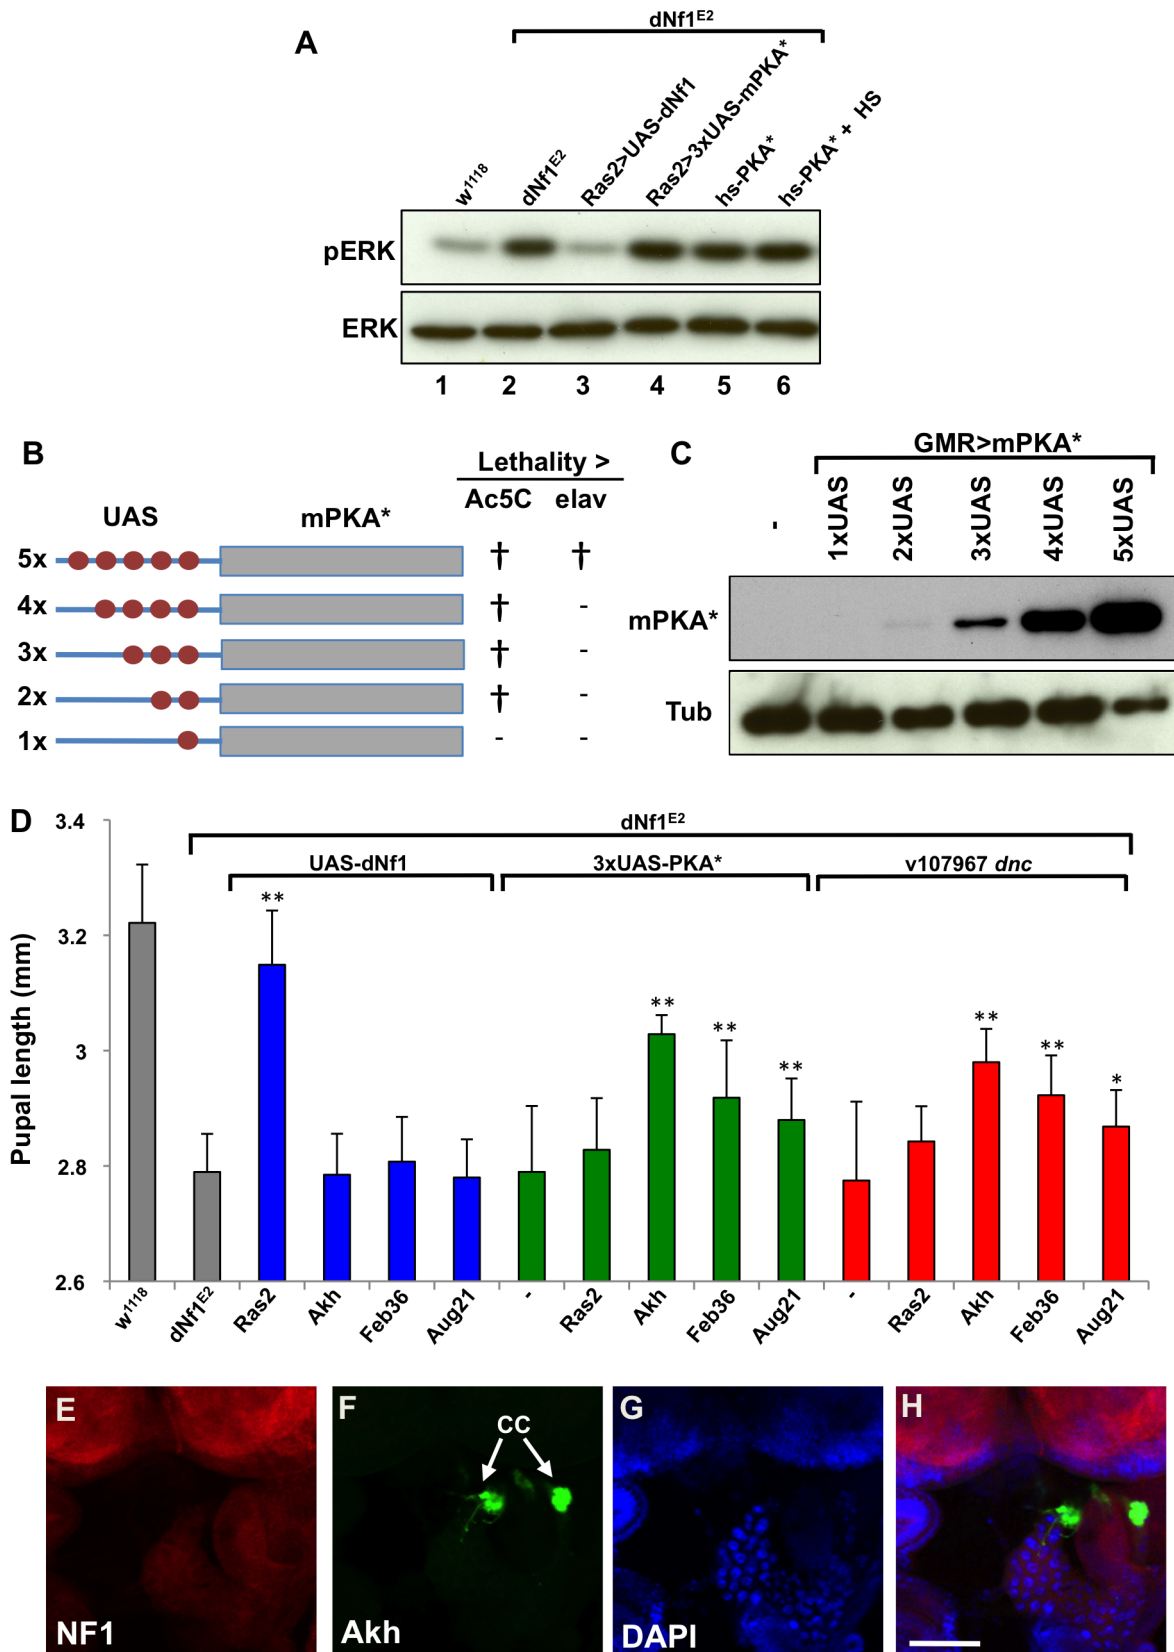 A
dNf1E2
w1118
dNf1E2
Ras2>UAS-dNf1
Ras2>3xUAS-mPKA*
hs-PKA*
hs-PKA* + HS
pERK
ERK
1 2 3 4 5 6
B
Lethality >
UAS mPKA* Ac5C elav
5x † †
4x † -
3x † -
2x † -
1x - -
C
GMR>mPKA*
-
1xUAS
2xUAS
3xUAS
4xUAS
5xUAS
mPKA*
Tub
D
dNf1E2
UAS-dNf1 3xUAS-PKA* v107967 dnc
Pupal length (mm)
3.4
3.2
3
2.8
2.6
** ** ** ** ** ** *
w1118 dNf1E2 Ras2 Akh Feb36 Aug21 - Ras2 Akh Feb36 Aug21 - Ras2 Akh Feb36 Aug21
E
NF1
F
CC
Akh
G
DAPI
H